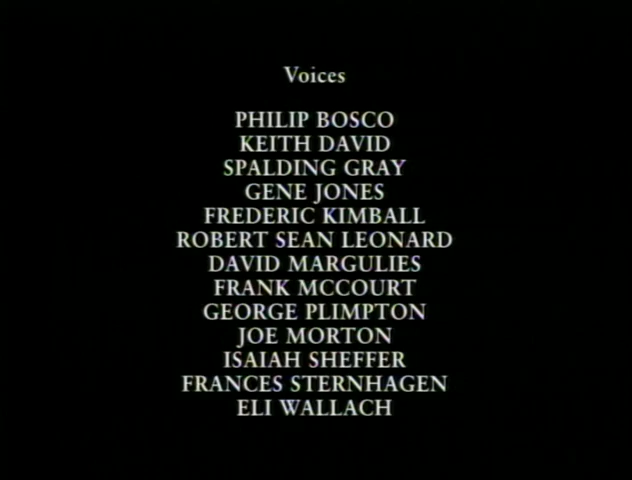 Voices
PHILIP BOSCO
KEITH DAVID
SPALDING GRAY
GENE JONES
FREDERIC KIMBALL
ROBERT SEAN LEONARD
DAVID MARGULIES
FRANK MCCOURT
GEORGE PLIMPTON
JOE MORTON
ISAIAH SHEFFER
FRANCES STERNHAGEN
ELI WALLACH